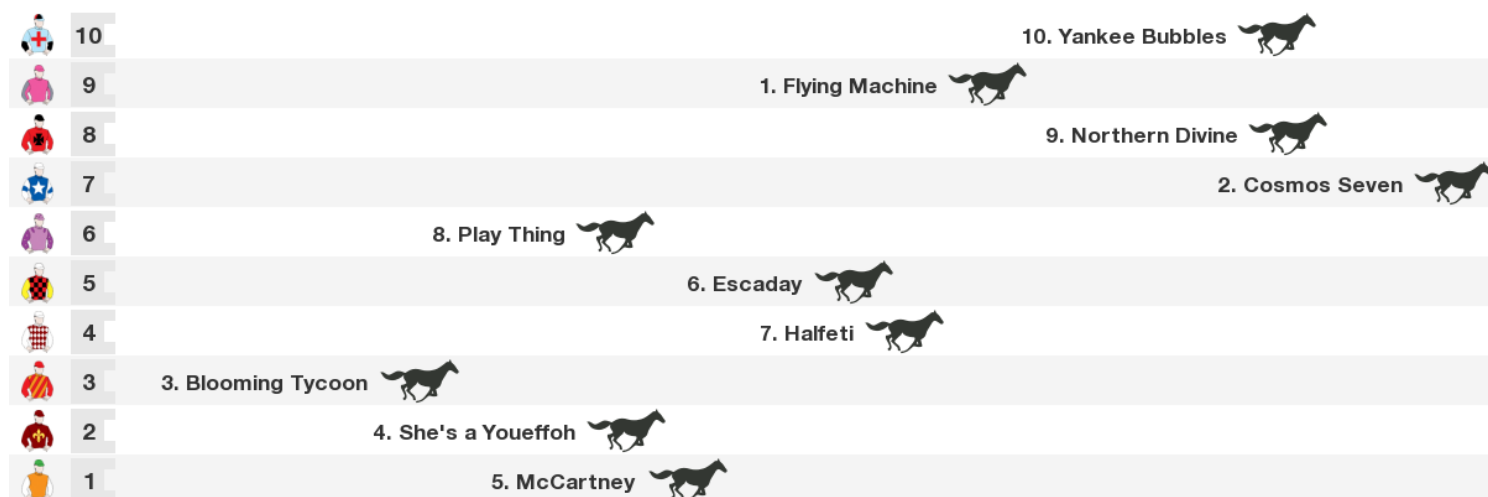 10 10. Yankee Bubbles
9 1. Flying Machine
8 9. Northern Divine
7 2. Cosmos Seven
6 8. Play Thing
5 6. Escaday
4 7. Halfeti
3 3. Blooming Tycoon
2 4. She's a Youeffoh
1 5. McCartney